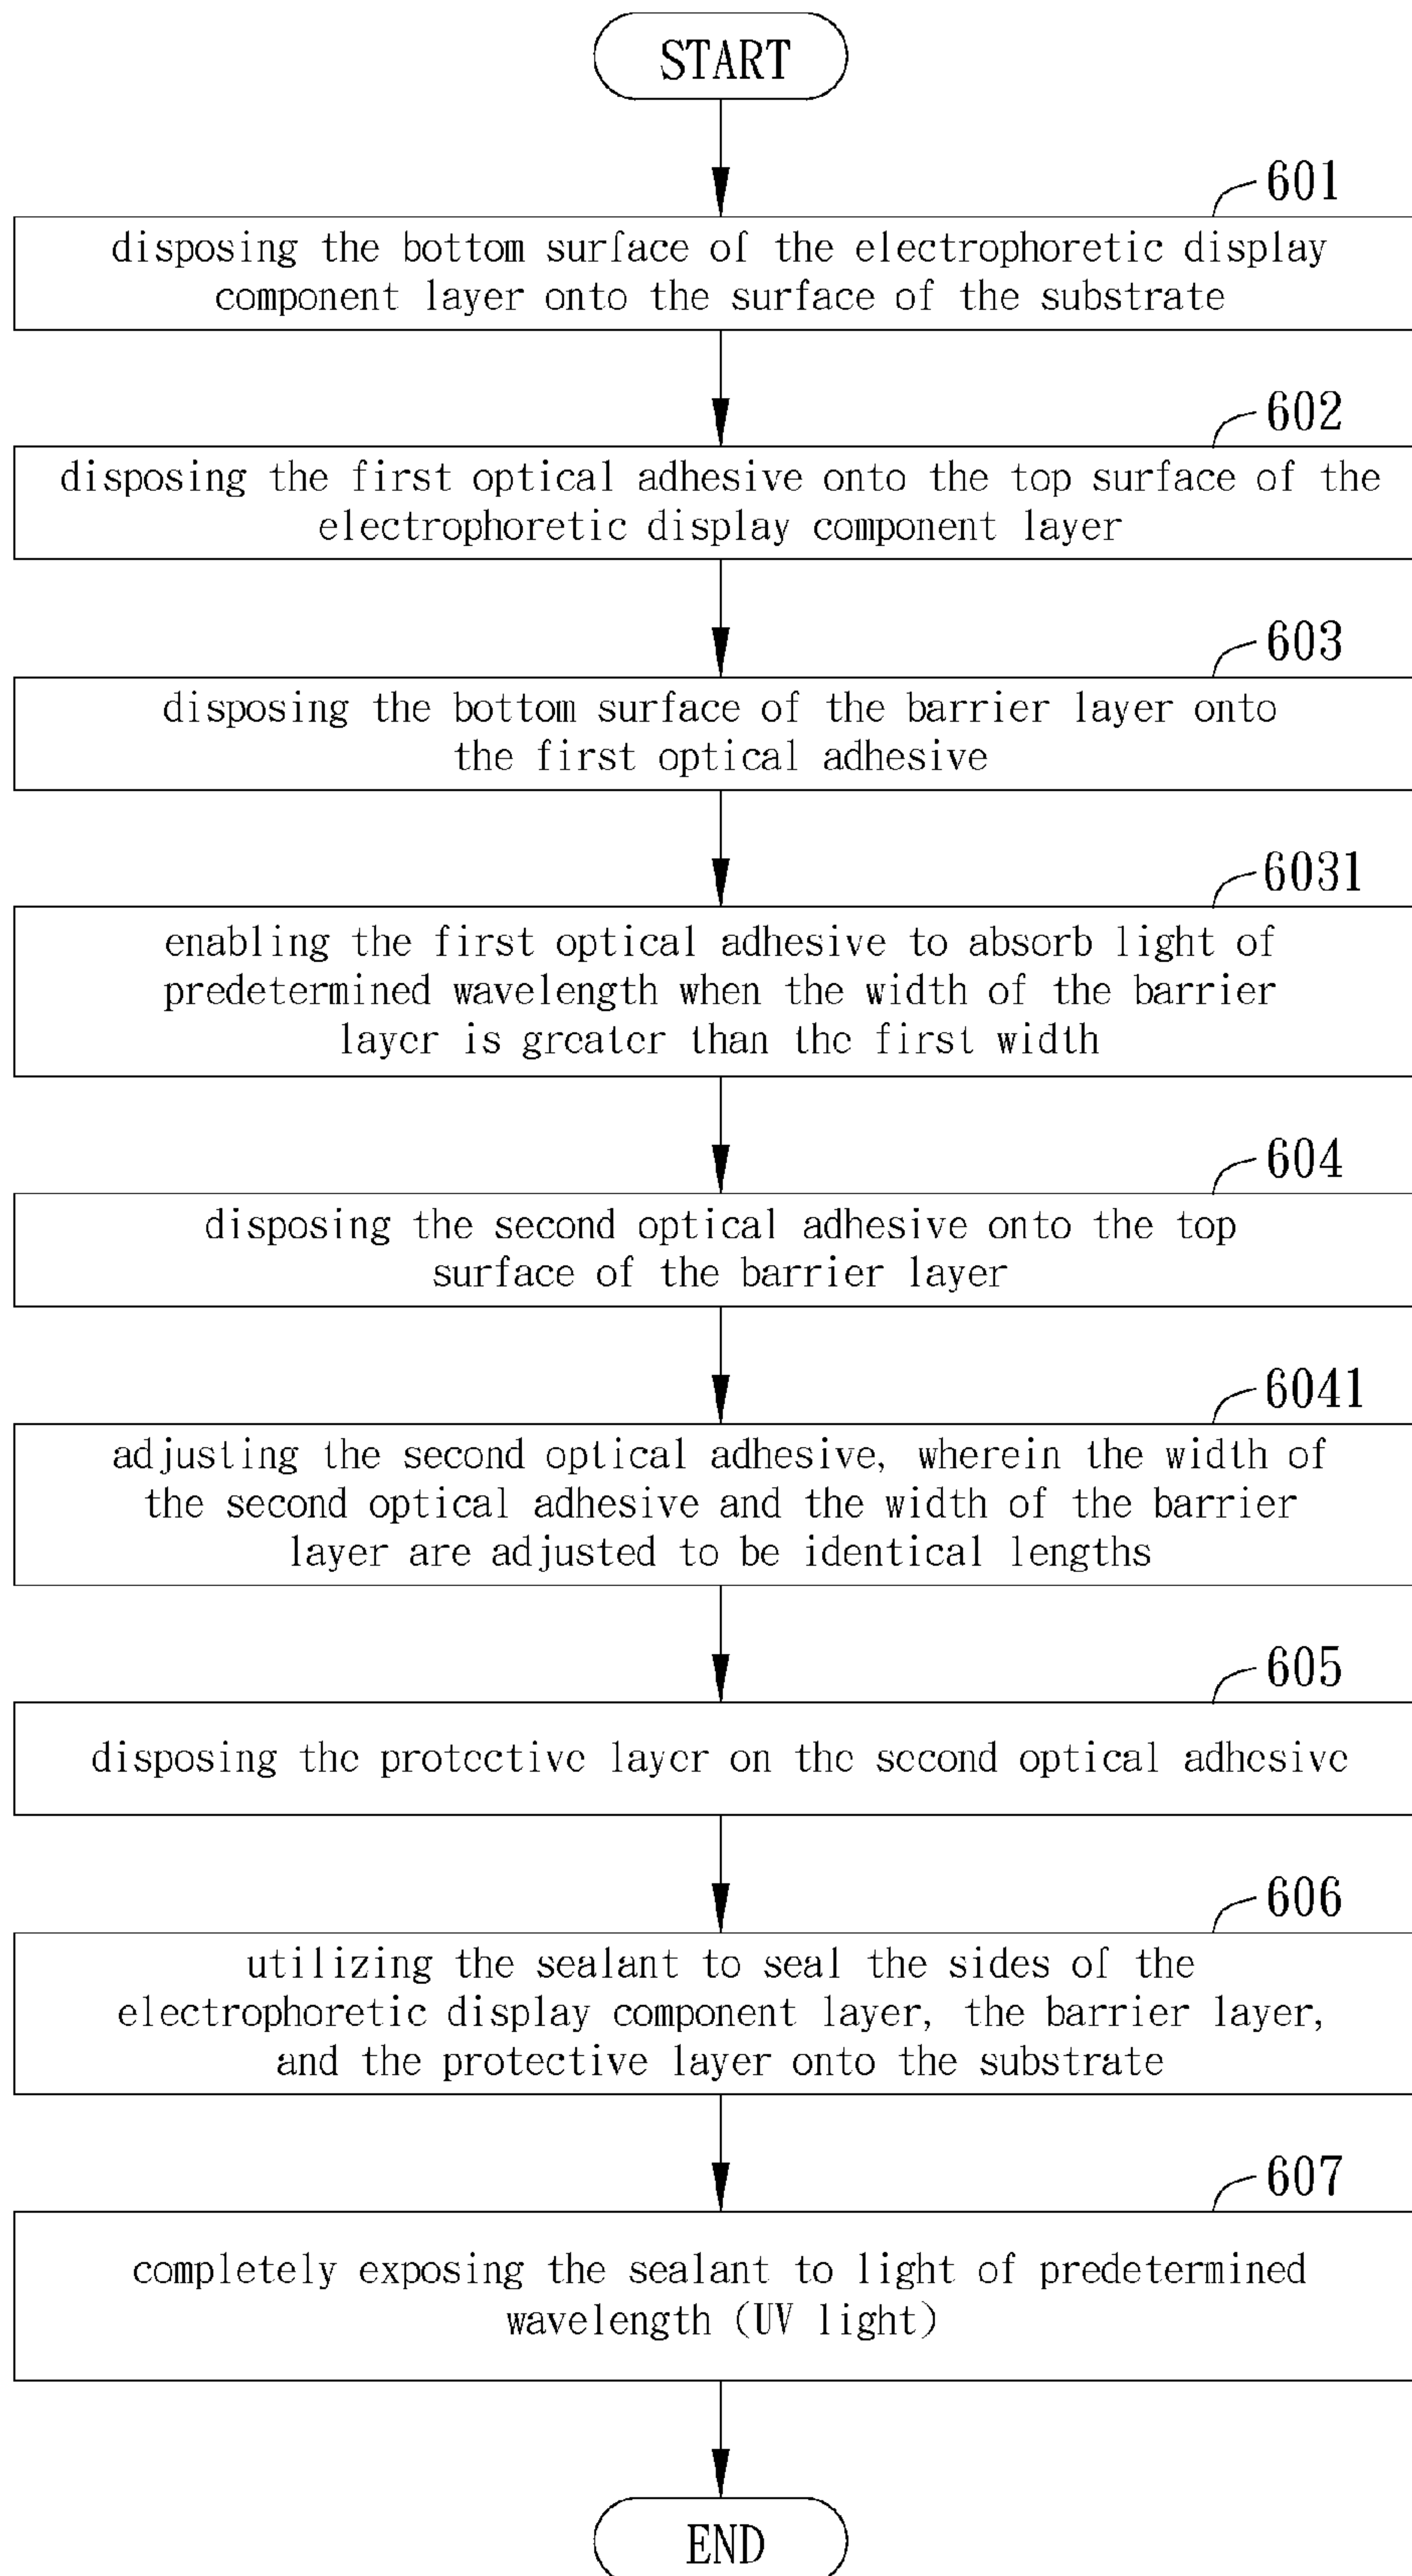 START
601
disposing the bottom surface of the electrophoretic display
component layer onto the surface of the substrate
602
disposing the first optical adhesive onto the top surface of the
electrophoretic display component layer
603
disposing the bottom surface of the barrier layer onto
the first optical adhesive
6031
enabling the first optical adhesive to absorb light of
predetermined wavelength when the width of the barrier
layer is greater than the first width
604
disposing the second optical adhesive onto the top
surface of the barrier layer
6041
adjusting the second optical adhesive, wherein the width of
the second optical adhesive and the width of the barrier
layer are adjusted to be identical lengths
605
disposing the protective layer on the second optical adhesive
606
utilizing the sealant to seal the sides of the
electrophoretic display component layer, the barrier layer,
and the protective layer onto the substrate
607
completely exposing the sealant to light of predetermined
wavelength (UV light)
END